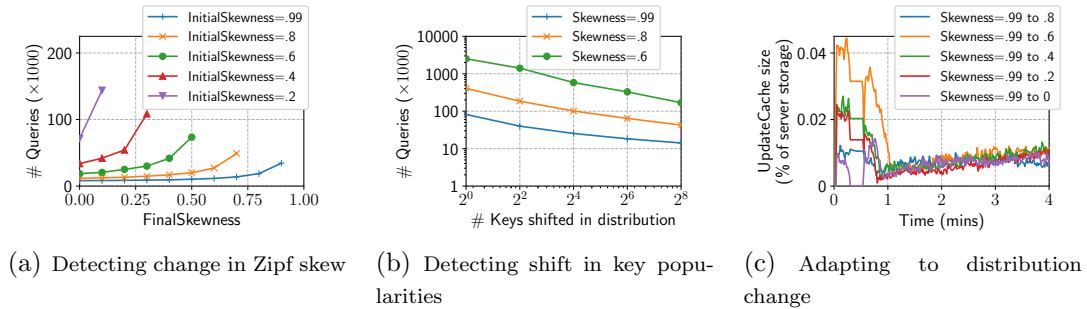 InitialSkewness=.99
InitialSkewness=.8
InitialSkewness=.6
InitialSkewness=.4
InitialSkewness=.2
# Queries (×1000)
200
100
0
0.00 0.25 0.50 0.75 1.00
FinalSkewness
(a) Detecting change in Zipf skew
Skewness=.99
Skewness=.8
Skewness=.6
# Queries (×1000)
10000
1000
100
10
1
2^0 2^2 2^4 2^6 2^8
# Keys shifted in distribution
(b) Detecting shift in key popu-
larities
Skewness=.99 to .8
Skewness=.99 to .6
Skewness=.99 to .4
Skewness=.99 to .2
Skewness=.99 to 0
UpdateCache size
(% of server storage)
0.04
0.02
0
0 1 2 3 4
Time (mins)
(c) Adapting to distribution
change